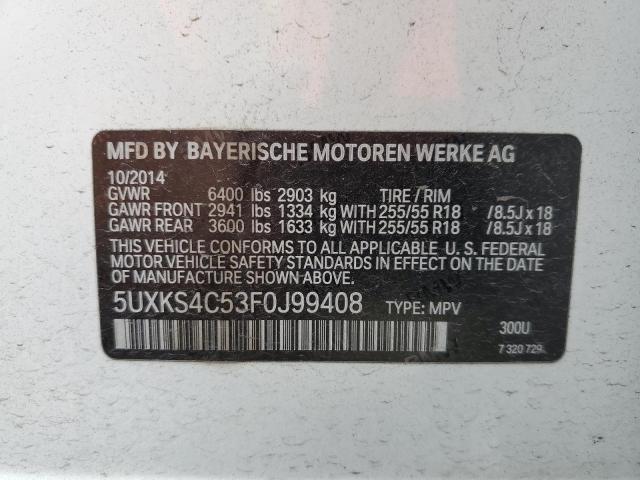 MFD BY BAYERISCHE MOTOREN WERKE AG
10/2014
GVWR 6400 lbs 2903 kg TIRE / RIM
GAWR FRONT 2941 lbs 1334 kg WITH 255/55 R18 /8.5J x 18
GAWR REAR 3600 lbs 1633 kg WITH 255/55 R18 /8.5J x 18
THIS VEHICLE CONFORMS TO ALL APPLICABLE, U. S. FEDERAL
MOTOR VEHICLE SAFETY STANDARDS IN EFFECT ON THE DATE
OF MANUFACTURE SHOWN ABOVE.
5UXKS4C53F0J99408 TYPE: MPV
300U
7 320 729